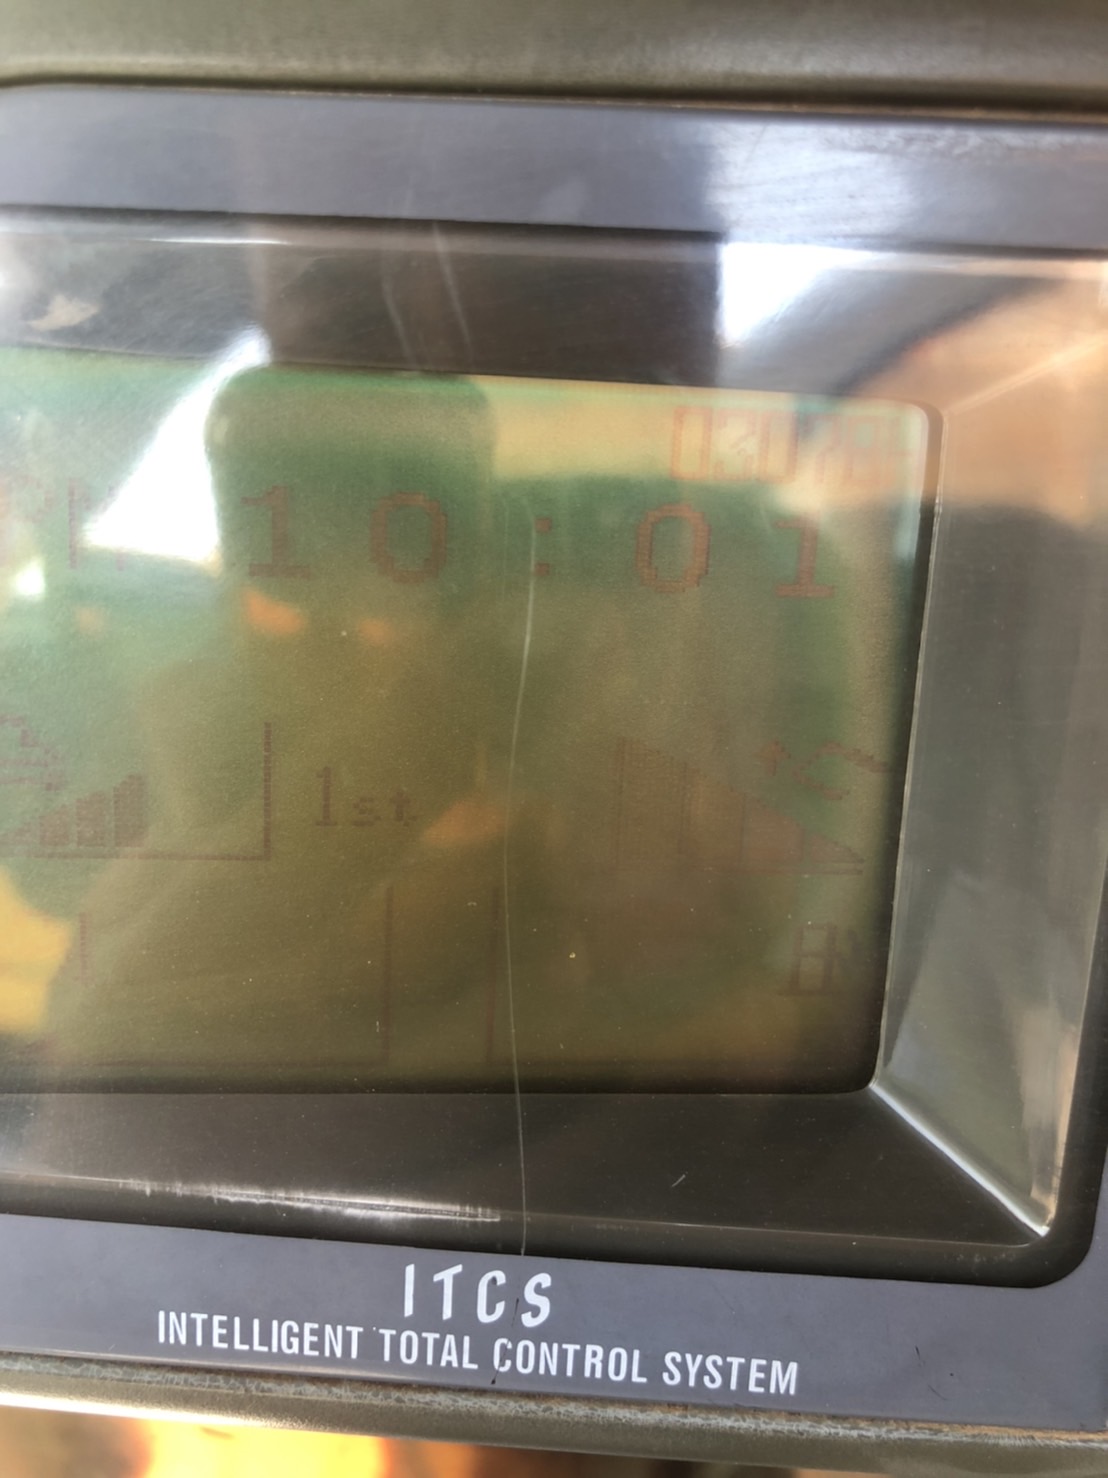 10:01
1st
ITCS
INTELLIGENT TOTAL CONTROL SYSTEM